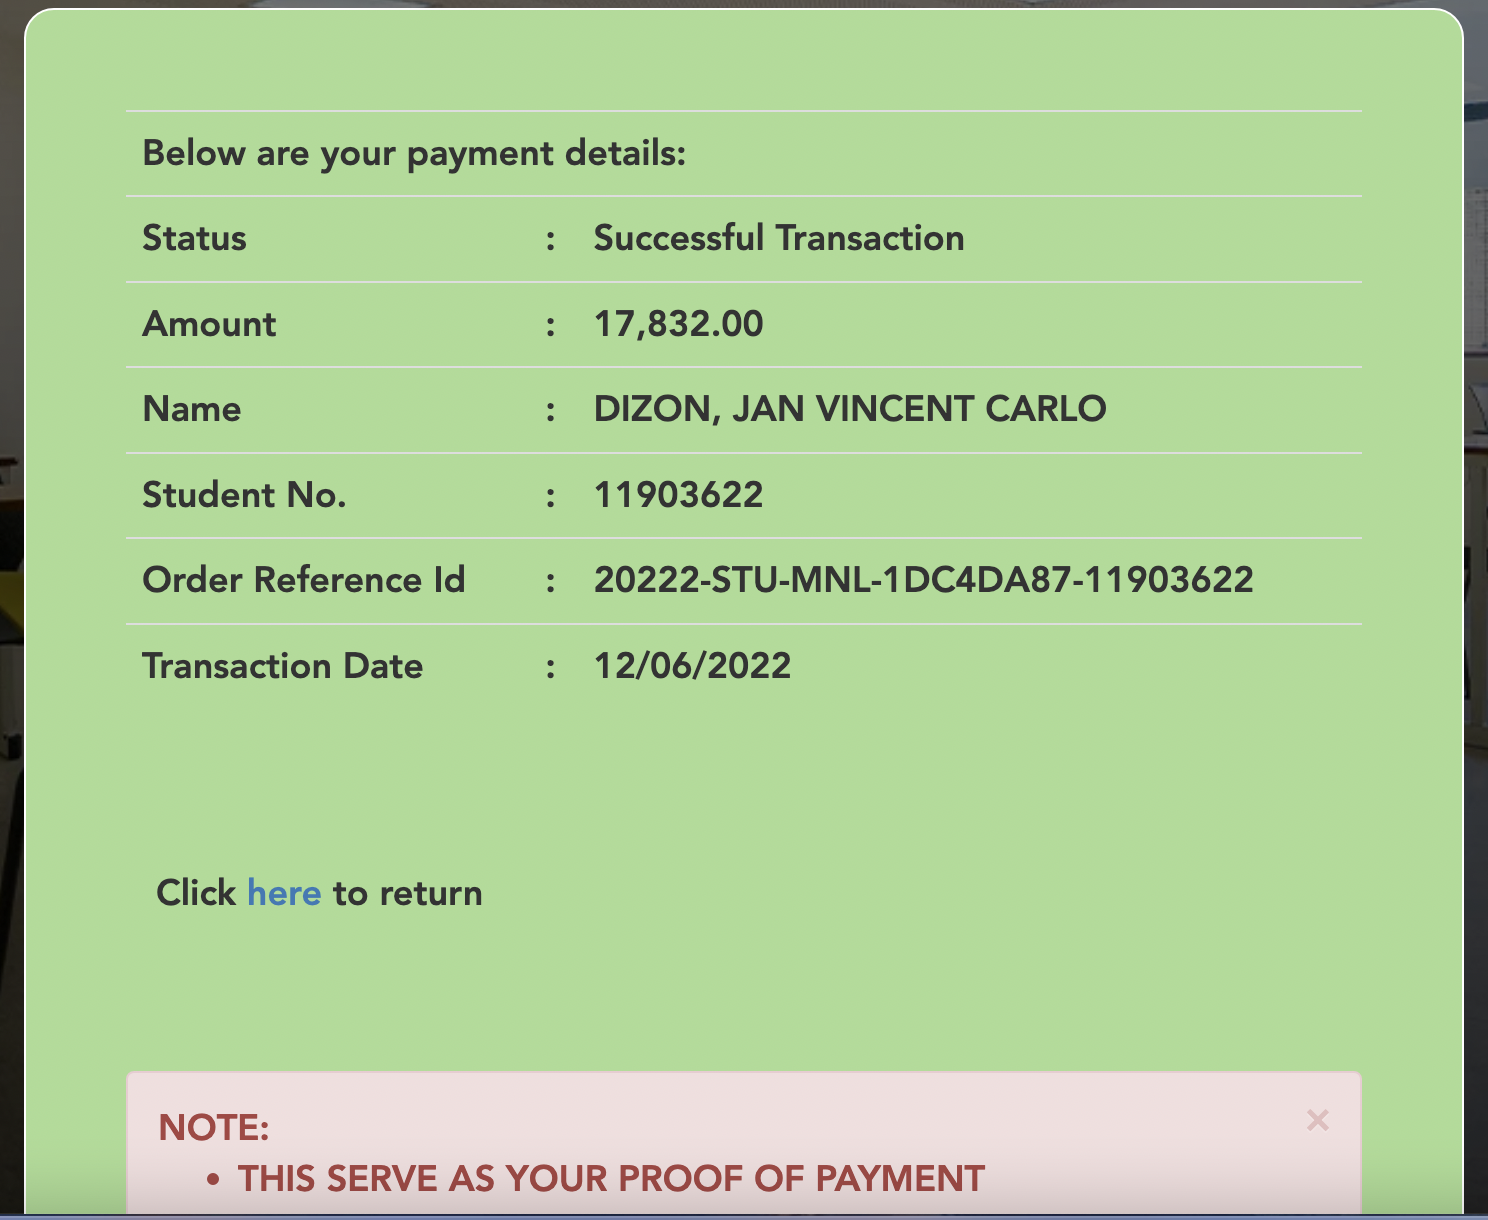 Below are your payment details:
Status : Successful Transaction
Amount : 17,832.00
Name : DIZON, JAN VINCENT CARLO
Student No. : 11903622
Order Reference Id : 20222-STU-MNL-1DC4DA87-11903622
Transaction Date : 12/06/2022
Click here to return
NOTE: ×
• THIS SERVE AS YOUR PROOF OF PAYMENT